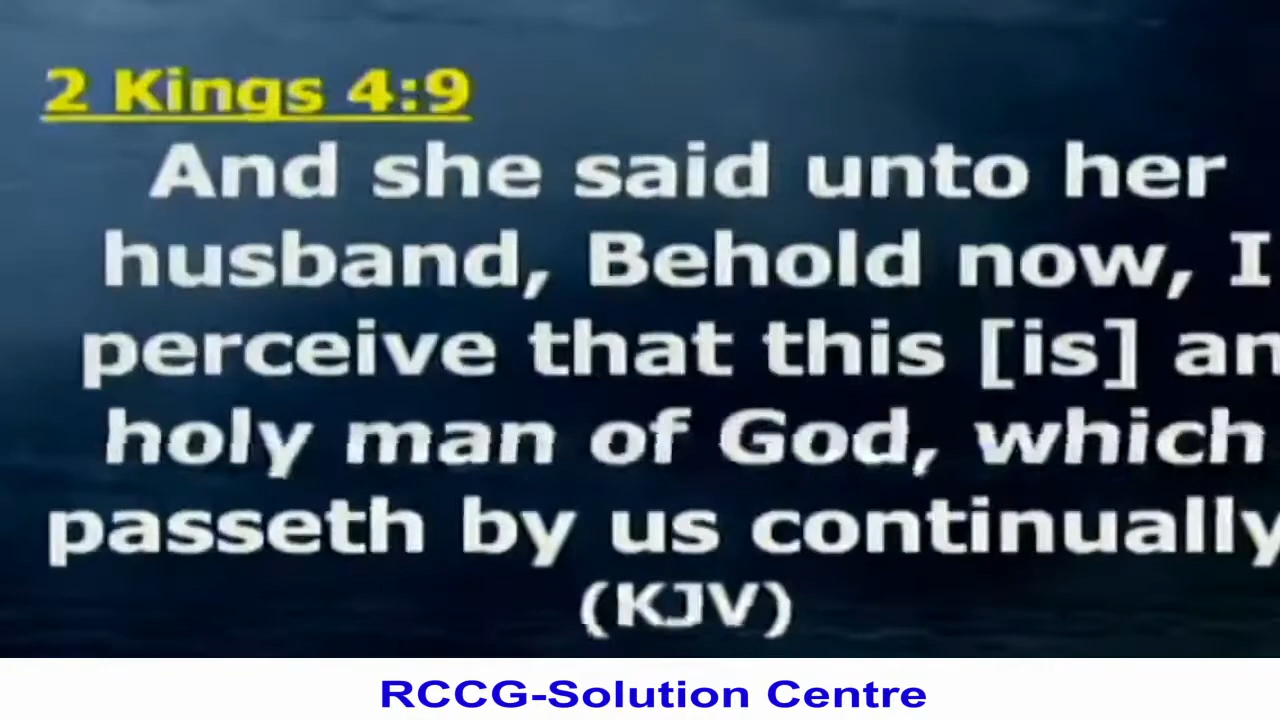 2 Kings 4:9
And she said unto her
husband, Behold now, I
perceive that this [is] an
holy man of God, which
passeth by us continually
(KJV)
RCCG-Solution Centre